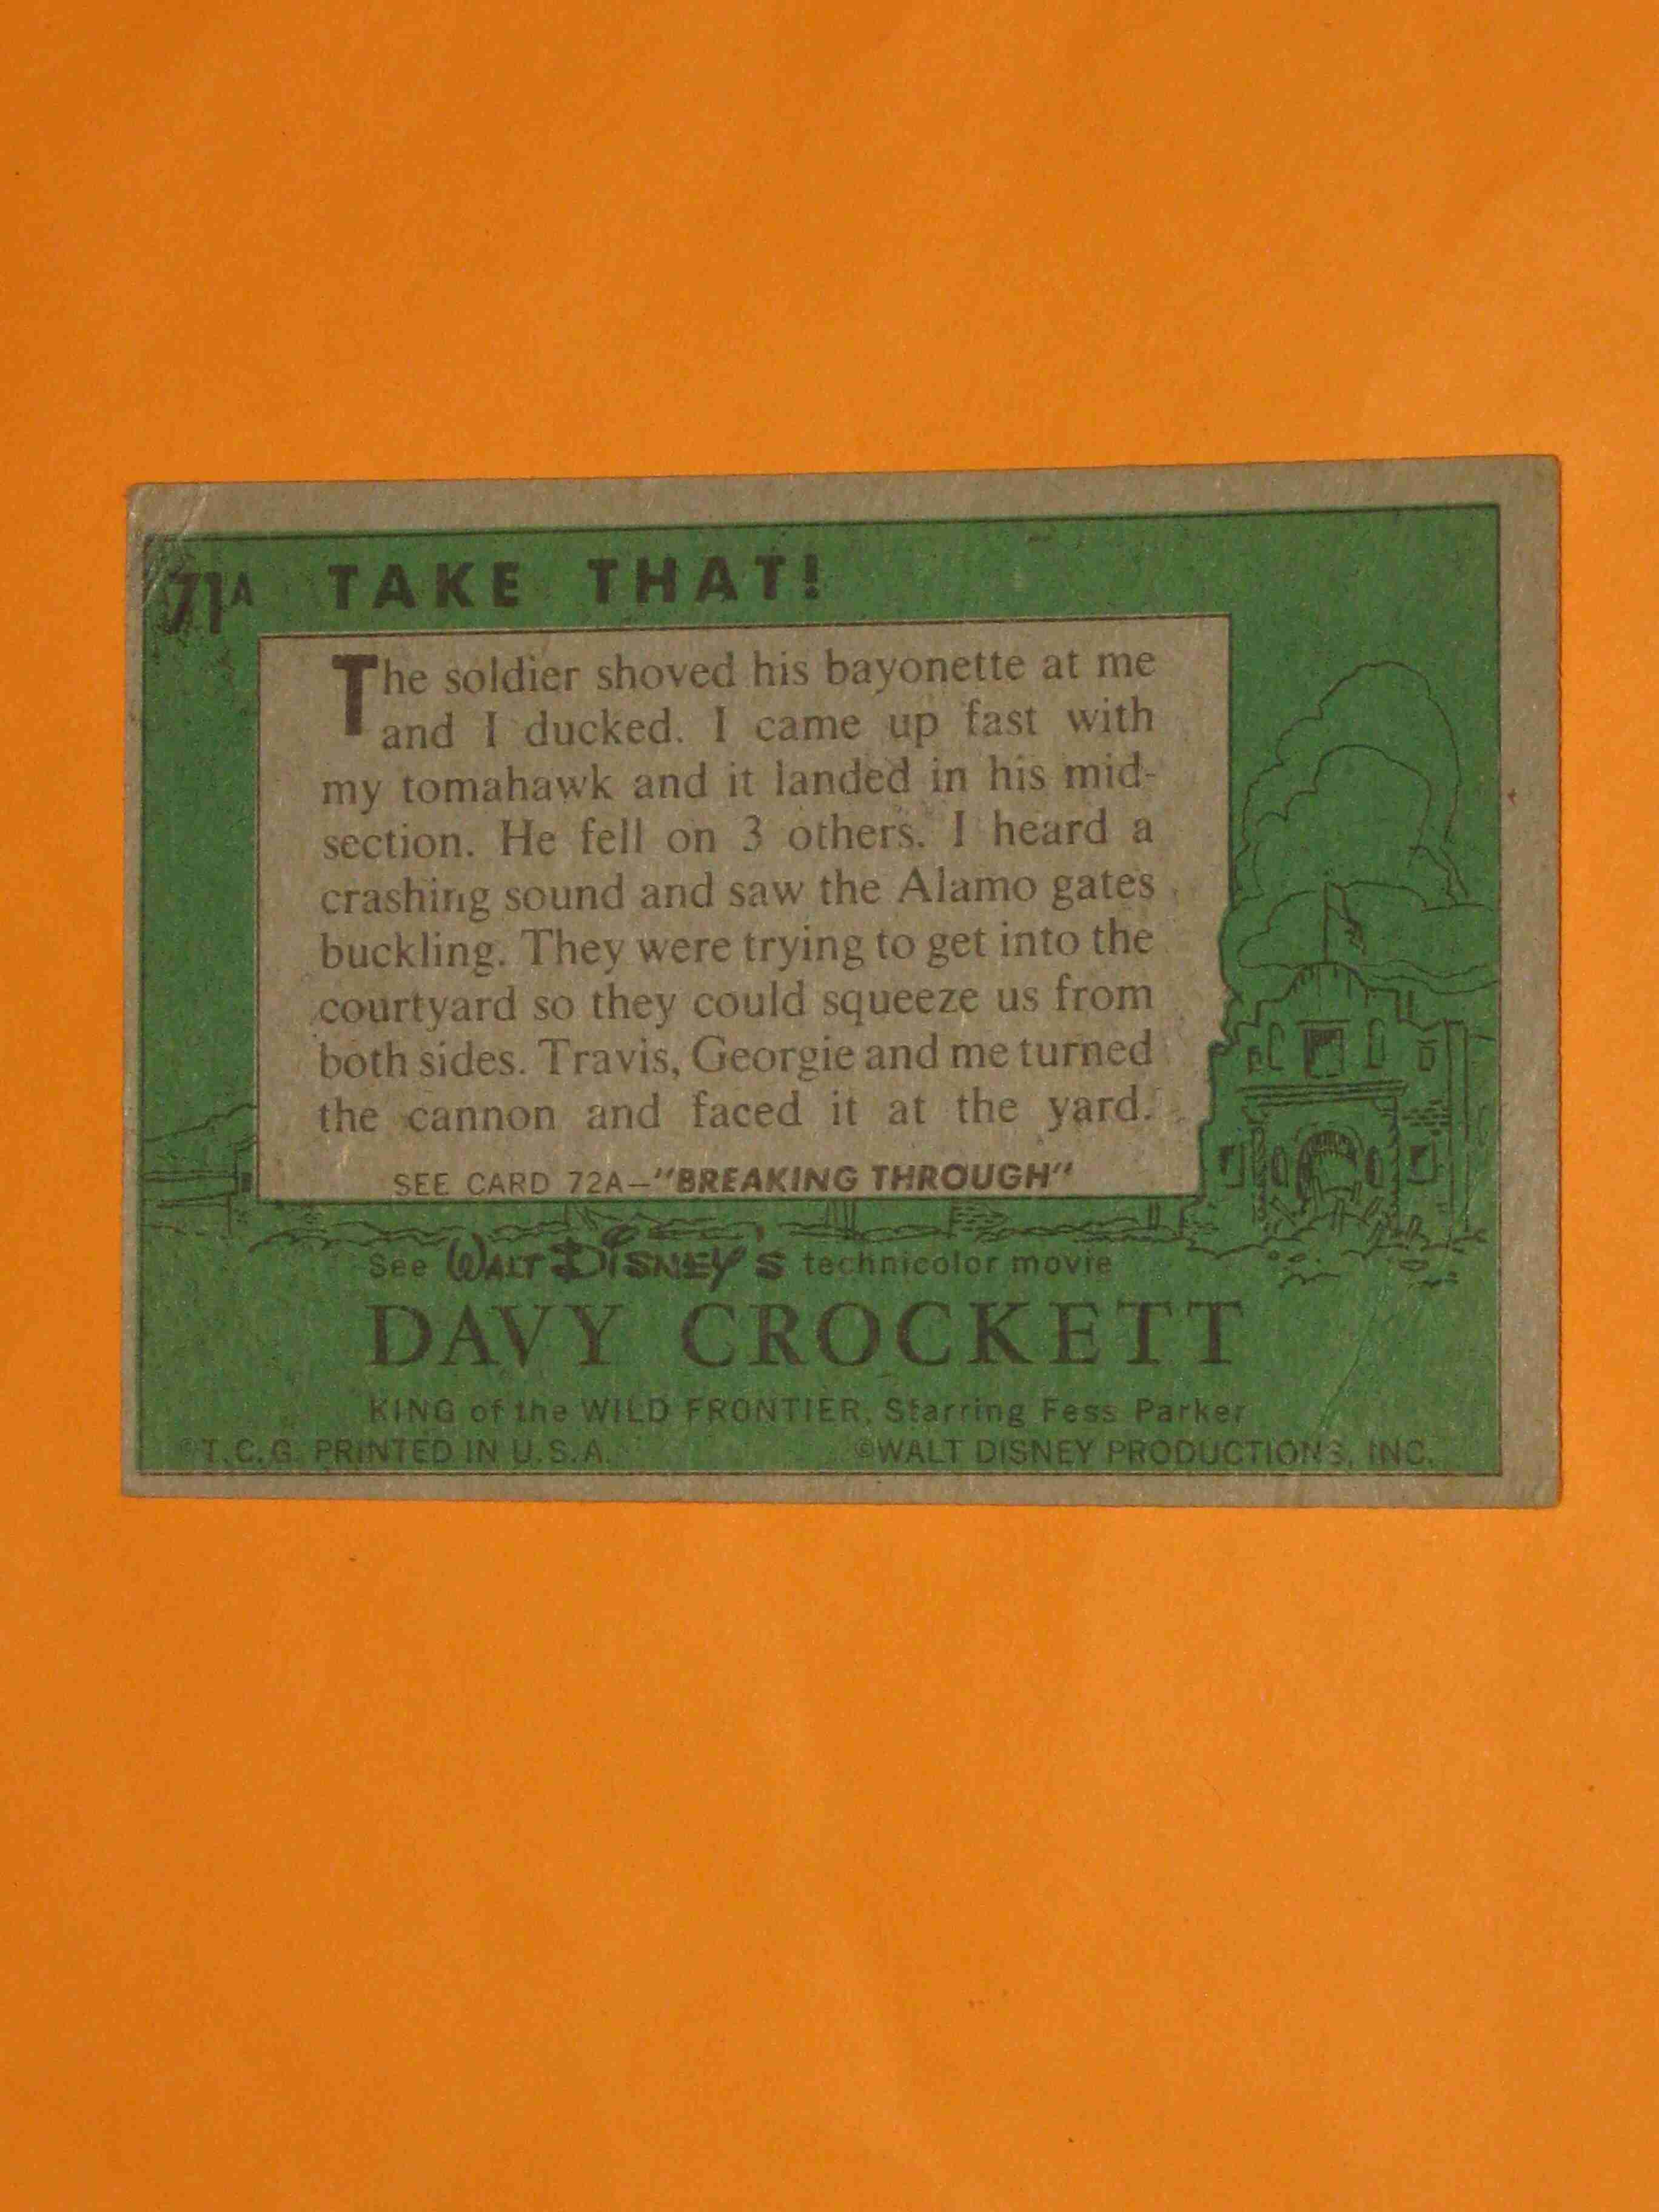 71A TAKE THAT!
The soldier shoved his bayonette at me
and I ducked. I came up fast with
my tomahawk and it landed in his mid-
section. He fell on 3 others. I heard a
crashing sound and saw the Alamo gates
buckling. They were trying to get into the
courtyard so they could squeeze us from
both sides. Travis, Georgie and me turned
the cannon and faced it at the yard.
SEE CARD 72A—"BREAKING THROUGH"
See WALT DISNEY'S technicolor movie
DAVY CROCKETT
KING of the WILD FRONTIER, Starring Fess Parker
©T.C.G. PRINTED IN U.S.A. ©WALT DISNEY PRODUCTIONS, INC.